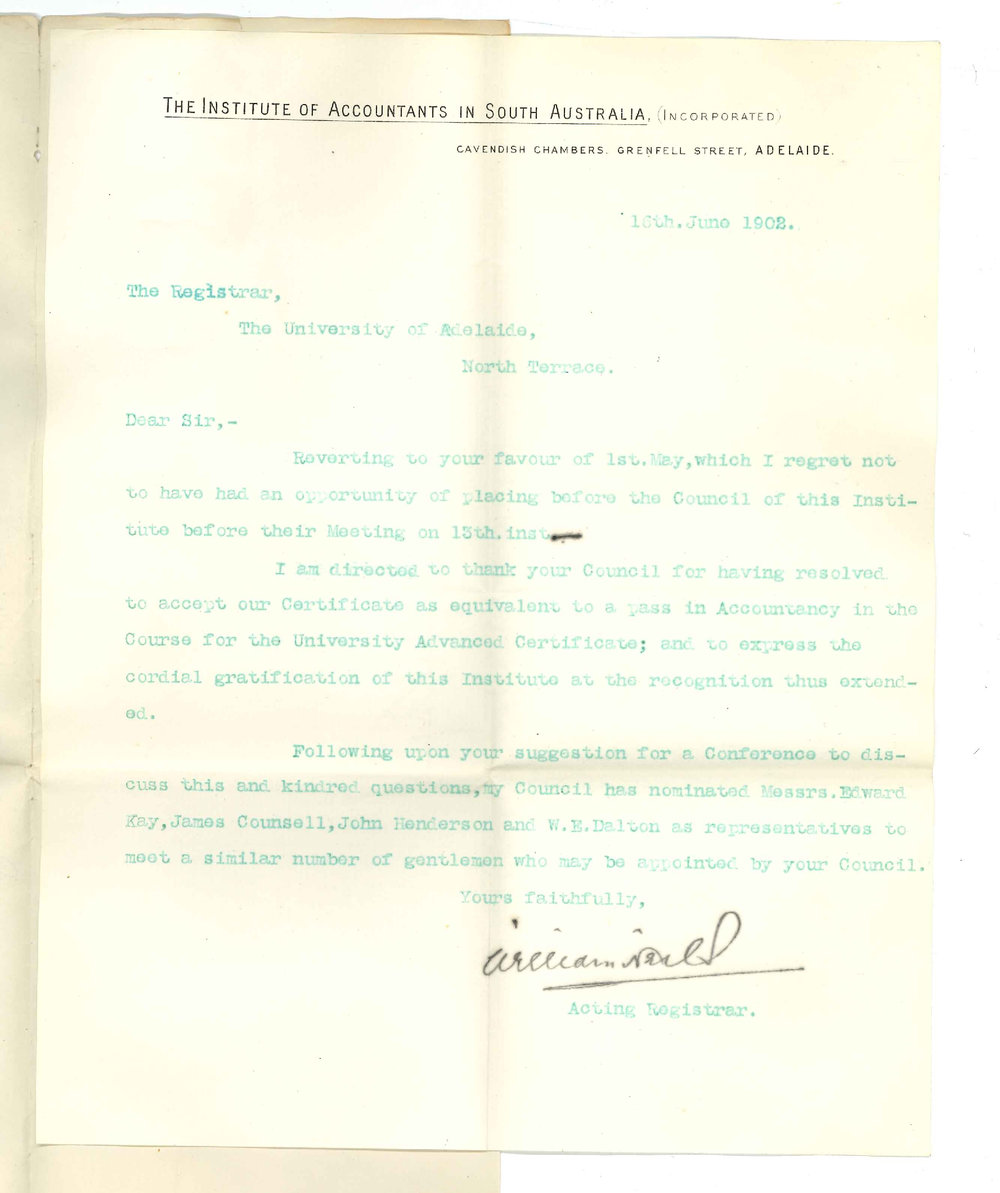 THE INSTITUTE OF ACCOUNTANTS IN SOUTH AUSTRALIA, (INCORPORATED)
CAVENDISH CHAMBERS. GRENFELL STREET, ADELAIDE.
16th.June 1902.
The Registrar,
The University of Adelaide,
North Terrace.
Dear Sir,-
Reverting to your favour of 1st.May,which I regret not
to have had an opportunity of placing before the Council of this Insti-
tute before their Meeting on 13th.inst
I am directed to thank your Council for having resolved
to accept our Certificate as equivalent to a pass in Accountancy in the
Course for the University Advanced Certificate; and to express the
cordial gratification of this Institute at the recognition thus extend-
ed.
Following upon your suggestion for a Conference to dis-
cuss this and kindred questions,my Council has nominated Messrs.Edward
Kay,James Counsell,John Henderson and W.E.Dalton as representatives to
meet a similar number of gentlemen who may be appointed by your Council.
Yours faithfully,
William
Acting Registrar.